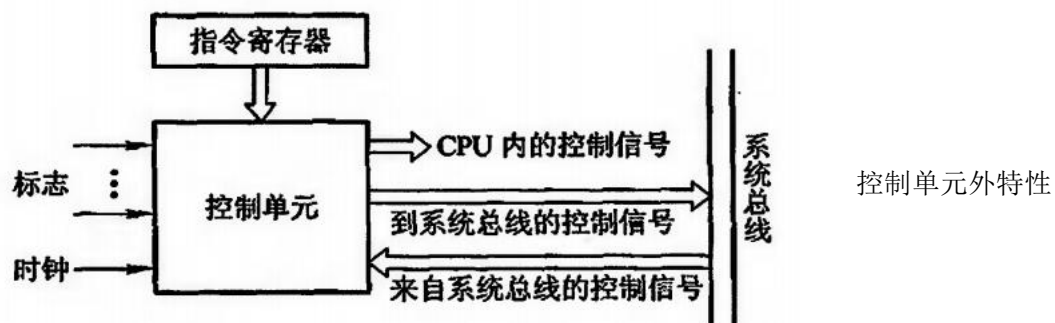 指令寄存器
CPU 内的控制信号
标志
控制单元
到系统总线的控制信号
时钟
来自系统总线的控制信号
系统总线
控制单元外特性